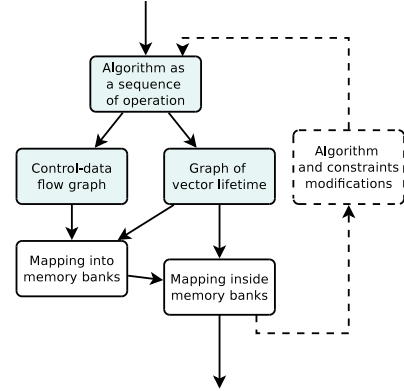 Algorithm as
a sequence
of operation
Control-data
flow graph
Graph of
vector lifetime
Algorithm
and constraints
modifications
Mapping into
memory banks
Mapping inside
memory banks